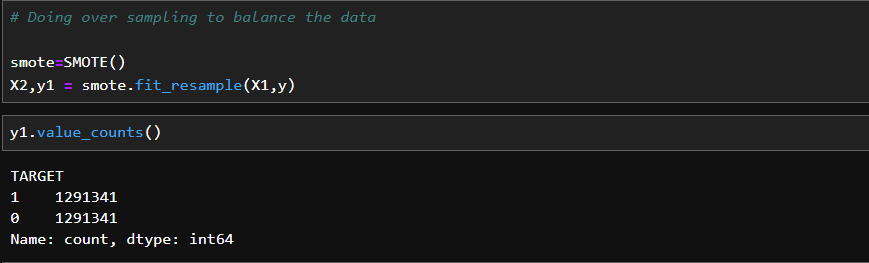 # Doing over sampling to balance the data
smote=SMOTE()
X2,y1 = smote.fit_resample(X1,y)
y1.value_counts()
TARGET
1    1291341
0    1291341
Name: count, dtype: int64